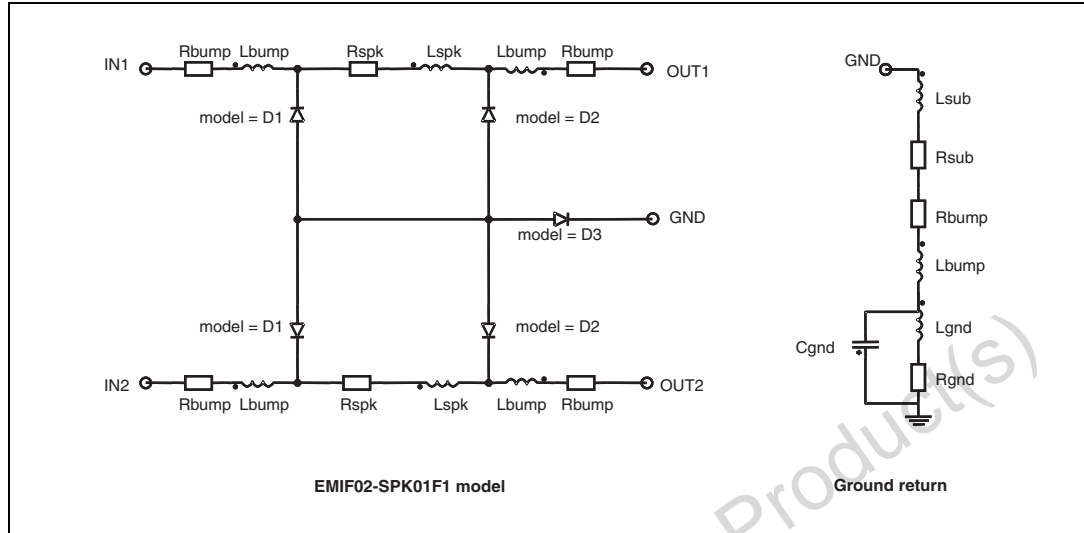 Rbump Lbump Rspk Lspk Lbump Rbump
IN1 OUT1
model = D1 model = D2
GND
model = D3
model = D1 model = D2
IN2 OUT2
Rbump Lbump Rspk Lspk Lbump Rbump
EMIF02-SPK01F1 model
GND
Lsub
Rsub
Rbump
Lbump
Lgnd
Cgnd
Rgnd
Ground return
Product(s)